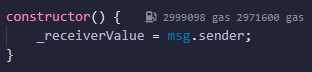 constructor() { 2999098 gas 2971600 gas
_receiverValue = msg.sender;
}